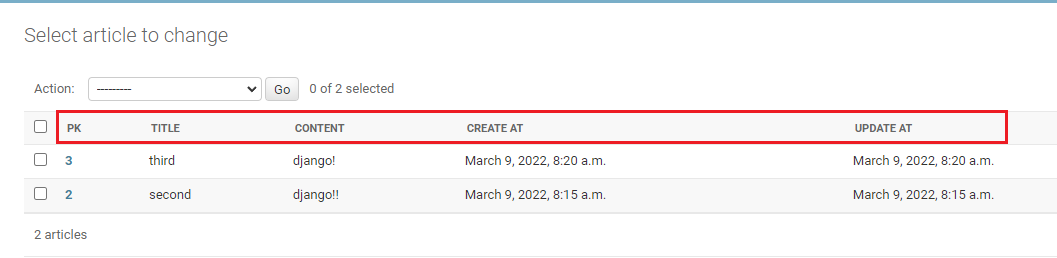 Select article to change
Action: --------- Go 0 of 2 selected
PK TITLE CONTENT CREATE AT UPDATE AT
3 third django! March 9, 2022, 8:20 a.m. March 9, 2022, 8:20 a.m.
2 second django!! March 9, 2022, 8:15 a.m. March 9, 2022, 8:15 a.m.
2 articles